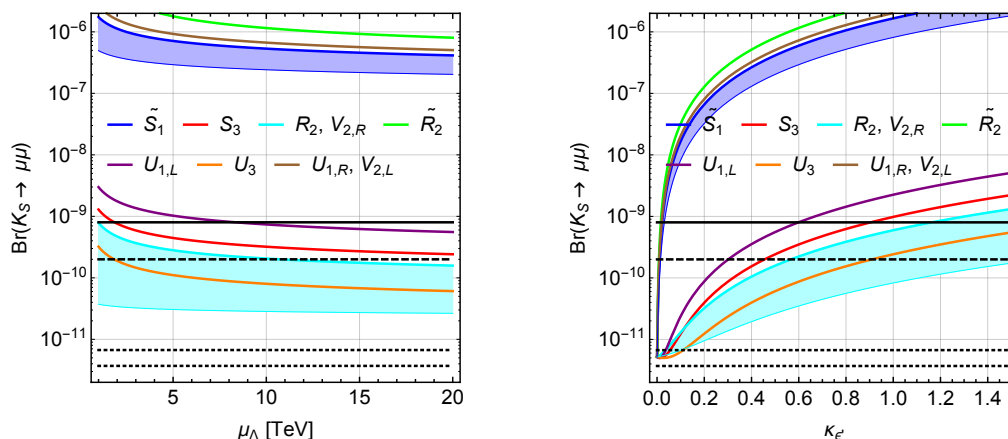 Br(K_S → μμ)
10^-6
10^-7
10^-8
10^-9
10^-10
10^-11
S̃_1 S_3 R_2, V_2,R R̃_2
U_1,L U_3 U_1,R, V_2,L
5 10 15 20
μ_Λ [TeV]
Br(K_S → μμ)
10^-6
10^-7
10^-8
10^-9
10^-10
10^-11
S̃_1 S_3 R_2, V_2,R R̃_2
U_1,L U_3 U_1,R, V_2,L
0.0 0.2 0.4 0.6 0.8 1.0 1.2 1.4
κ_ϵ'